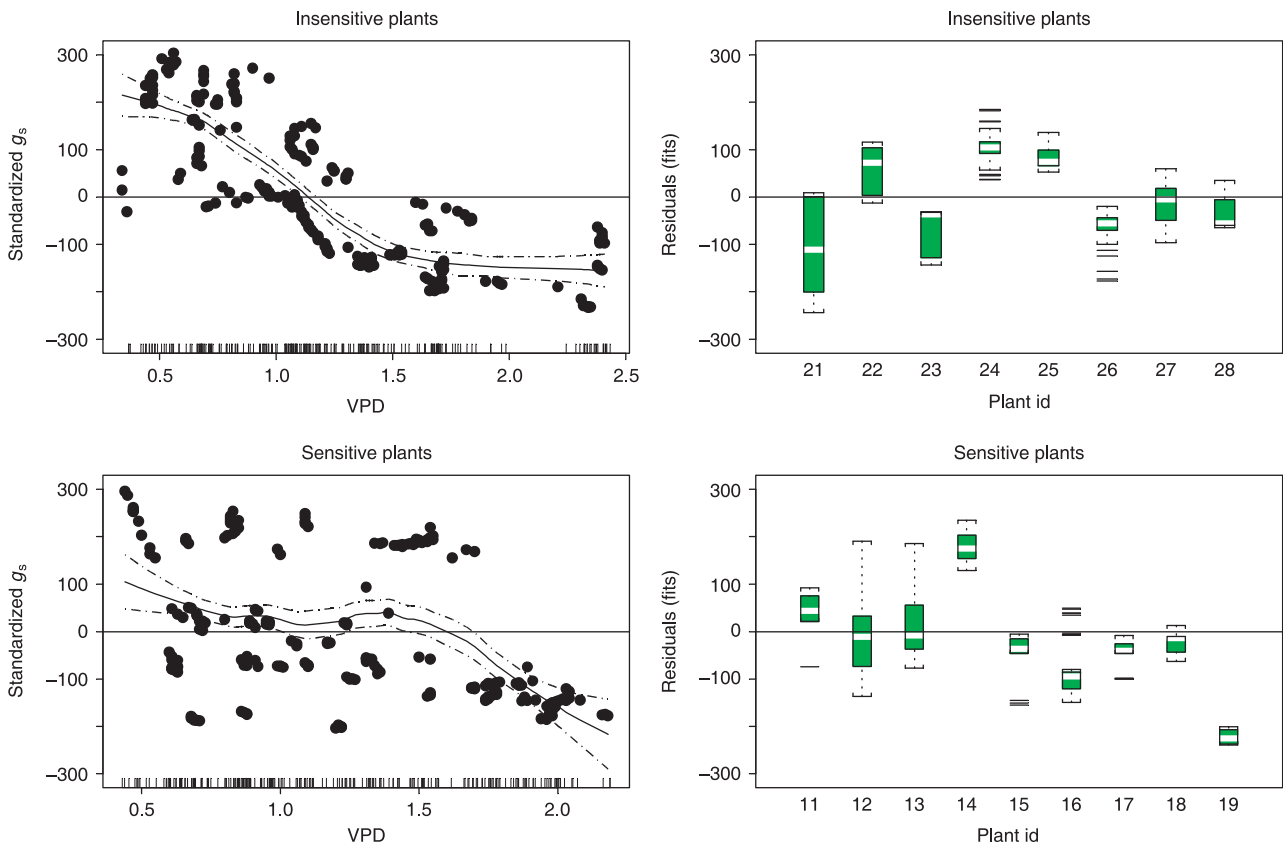 Insensitive plants
300
100
0
−100
−300
Standardized gs
0.5 1.0 1.5 2.0 2.5
VPD
Insensitive plants
300
100
0
−100
−300
Residuals (fits)
21 22 23 24 25 26 27 28
Plant id
Sensitive plants
300
100
0
−100
−300
Standardized gs
0.5 1.0 1.5 2.0
VPD
Sensitive plants
300
100
0
−100
−300
Residuals (fits)
11 12 13 14 15 16 17 18 19
Plant id